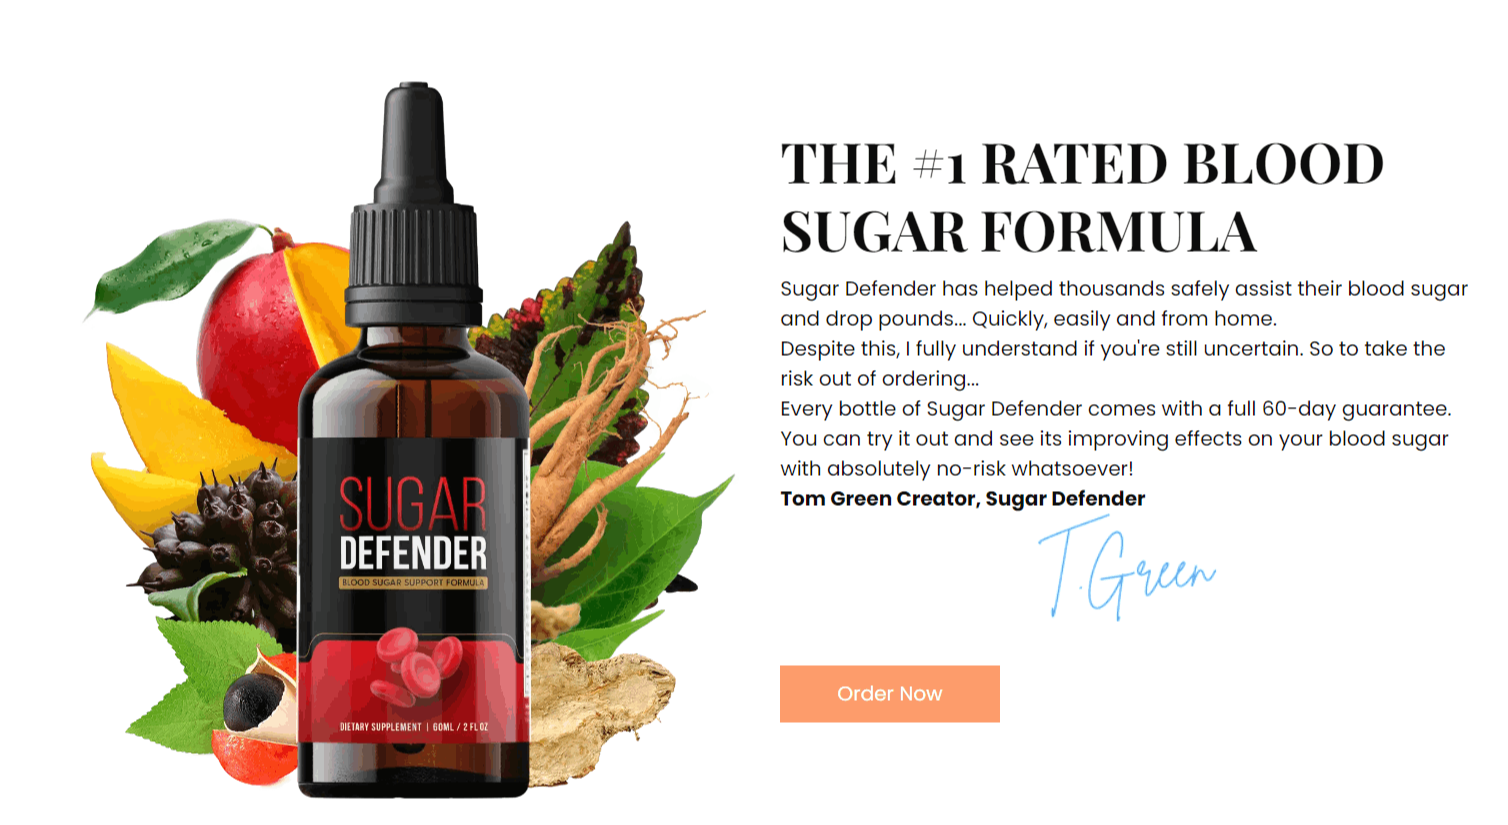 THE #1 RATED BLOOD
SUGAR FORMULA
Sugar Defender has helped thousands safely assist their blood sugar
and drop pounds... Quickly, easily and from home.
Despite this, I fully understand if you're still uncertain. So to take the
risk out of ordering...
Every bottle of Sugar Defender comes with a full 60-day guarantee.
You can try it out and see its improving effects on your blood sugar
with absolutely no-risk whatsoever!
Tom Green Creator, Sugar Defender
T.Green
Order Now
SUGAR
DEFENDER
BLOOD SUGAR SUPPORT FORMULA
DIETARY SUPPLEMENT | 60ML / 2 FL OZ